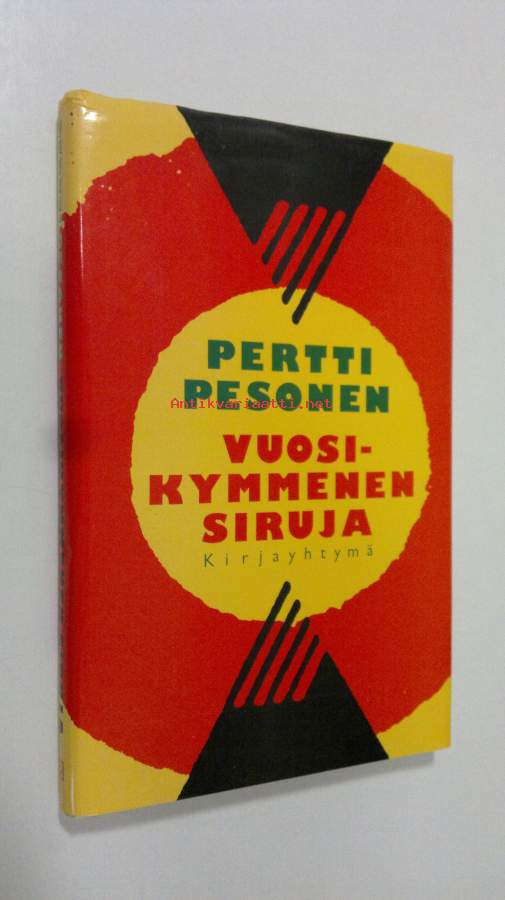 PERTTI
PESONEN
Antikvariaatti.net
VUOSI-
KYMMENEN
SIRUJA
Kirjayhtymä